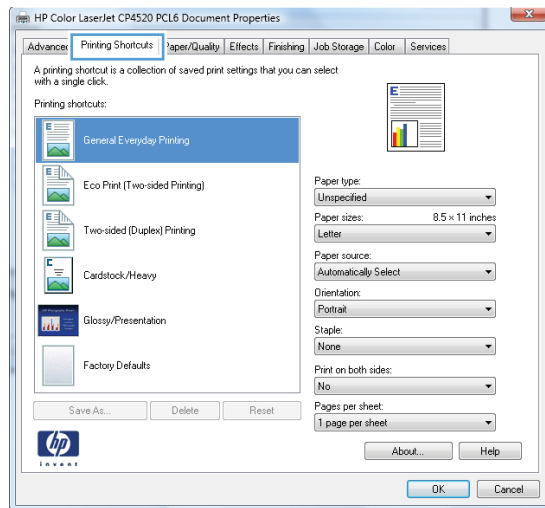 HP Color LaserJet CP4520 PCL6 Document Properties
Advanced Printing Shortcuts Paper/Quality Effects Finishing Job Storage Color Services
A printing shortcut is a collection of saved print settings that you can select
with a single click.
Printing shortcuts:
E
General Everyday Printing
Eco Print (Two-sided Printing)
Two-sided (Duplex) Printing
Cardstock/Heavy
Glossy/Presentation
Factory Defaults
Save As... Delete Reset
E
Paper type:
Unspecified
Paper sizes: 8.5 × 11 inches
Letter
Paper source:
Automatically Select
Orientation:
Portrait
Staple:
None
Print on both sides:
No
Pages per sheet:
1 page per sheet
hp
invent
About... Help
OK Cancel